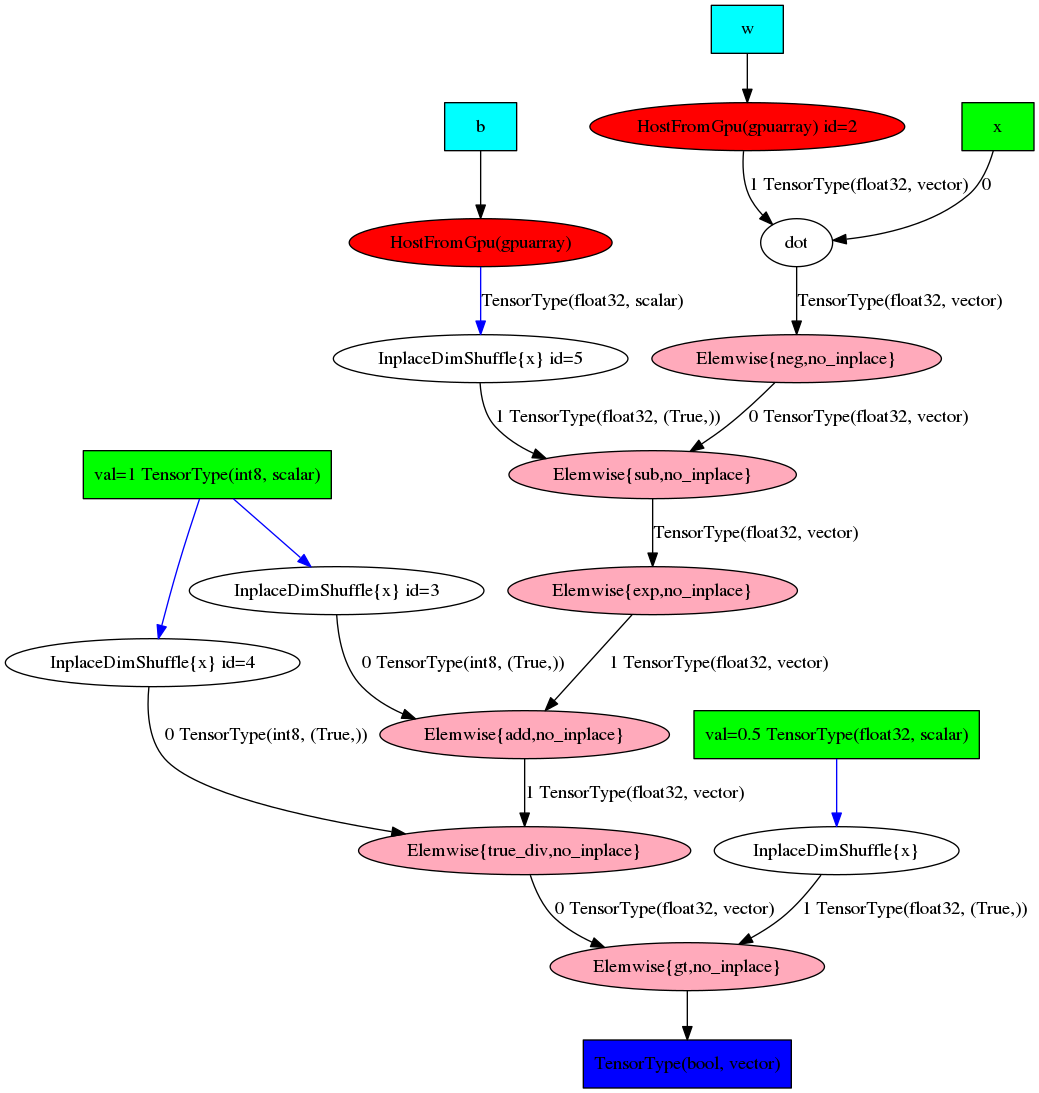 w
b
HostFromGpu(gpuarray) id=2
x
1 TensorType(float32, vector)
0
HostFromGpu(gpuarray)
dot
TensorType(float32, scalar)
TensorType(float32, vector)
InplaceDimShuffle{x} id=5
Elemwise{neg,no_inplace}
1 TensorType(float32, (True,))
0 TensorType(float32, vector)
val=1 TensorType(int8, scalar)
Elemwise{sub,no_inplace}
TensorType(float32, vector)
InplaceDimShuffle{x} id=3
Elemwise{exp,no_inplace}
InplaceDimShuffle{x} id=4
0 TensorType(int8, (True,))
1 TensorType(float32, vector)
0 TensorType(int8, (True,))
Elemwise{add,no_inplace}
val=0.5 TensorType(float32, scalar)
1 TensorType(float32, vector)
Elemwise{true_div,no_inplace}
InplaceDimShuffle{x}
0 TensorType(float32, vector)
1 TensorType(float32, (True,))
Elemwise{gt,no_inplace}
TensorType(bool, vector)